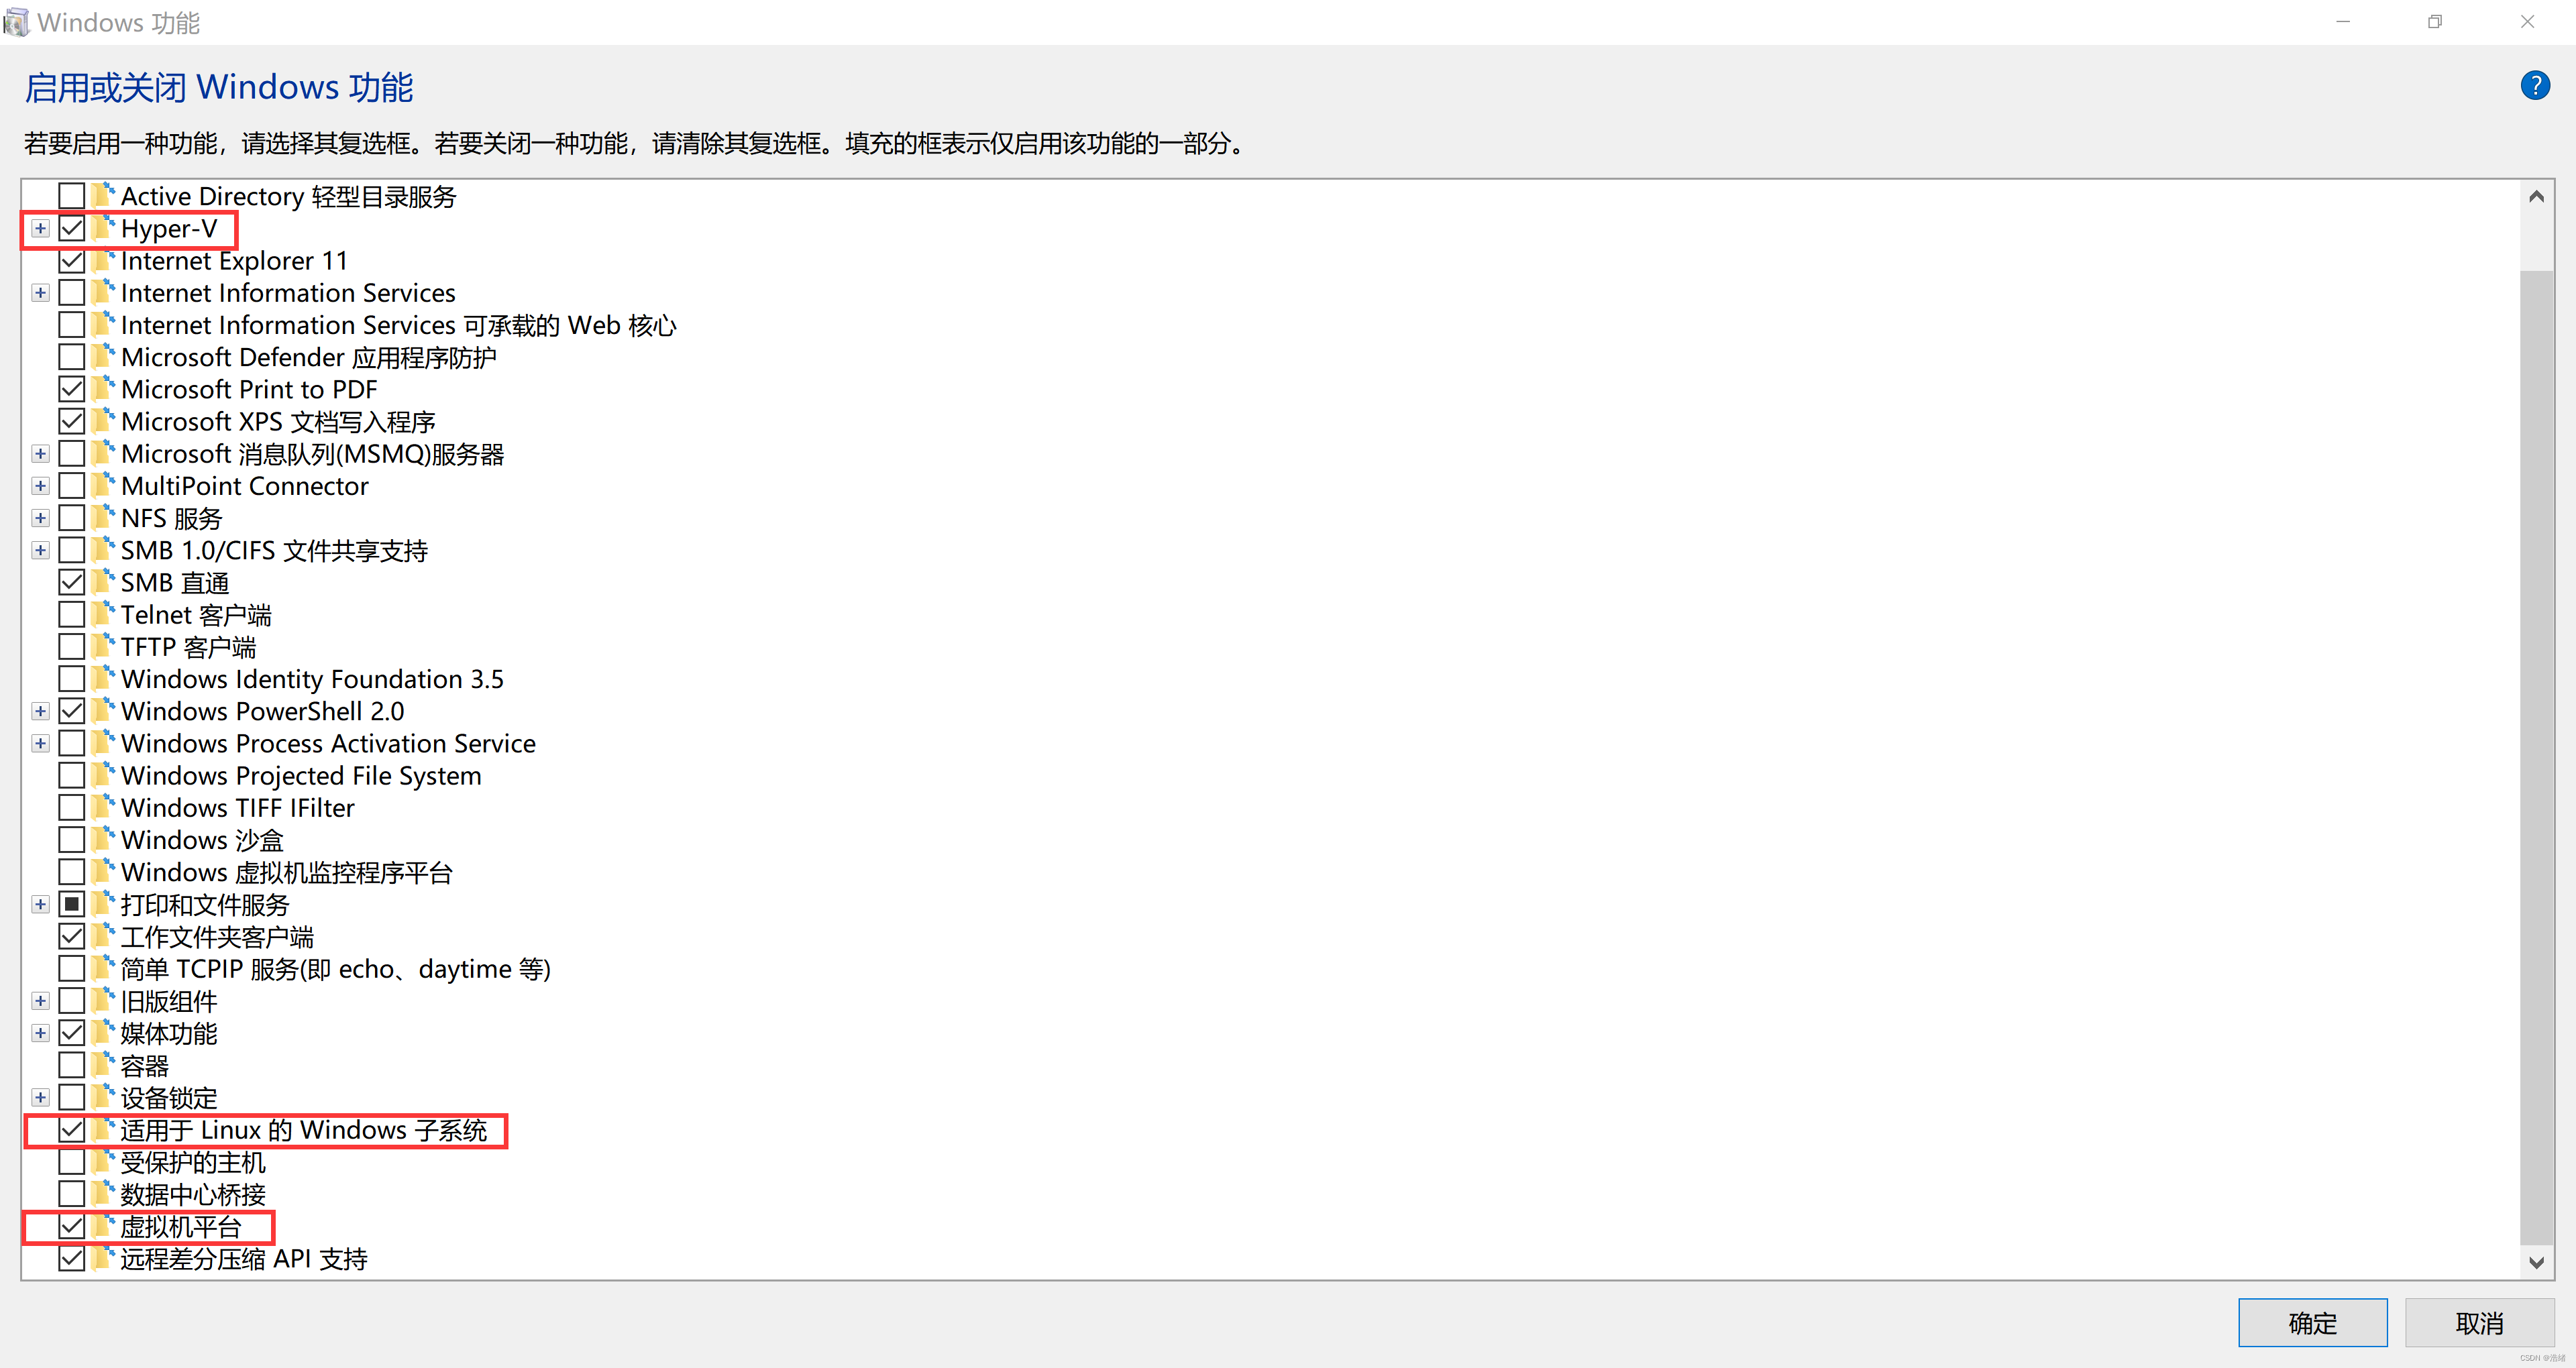 Windows 功能
启用或关闭 Windows 功能
?
若要启用一种功能，请选择其复选框。若要关闭一种功能，请清除其复选框。填充的框表示仅启用该功能的一部分。
Active Directory 轻型目录服务
Hyper-V
Internet Explorer 11
Internet Information Services
Internet Information Services 可承载的 Web 核心
Microsoft Defender 应用程序防护
Microsoft Print to PDF
Microsoft XPS 文档写入程序
Microsoft 消息队列(MSMQ)服务器
MultiPoint Connector
NFS 服务
SMB 1.0/CIFS 文件共享支持
SMB 直通
Telnet 客户端
TFTP 客户端
Windows Identity Foundation 3.5
Windows PowerShell 2.0
Windows Process Activation Service
Windows Projected File System
Windows TIFF IFilter
Windows 沙盒
Windows 虚拟机监控程序平台
打印和文件服务
工作文件夹客户端
简单 TCPIP 服务(即 echo、daytime 等)
旧版组件
媒体功能
容器
设备锁定
适用于 Linux 的 Windows 子系统
受保护的主机
数据中心桥接
虚拟机平台
远程差分压缩 API 支持
确定 取消
CSDN